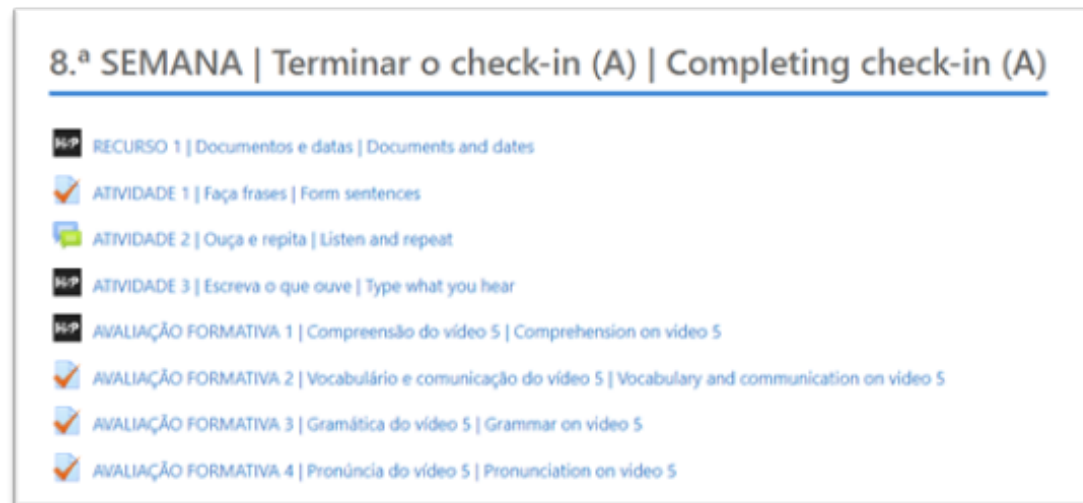 8.ª SEMANA | Terminar o check-in (A) | Completing check-in (A)
H-P RECURSO 1 | Documentos e datas | Documents and dates
ATIVIDADE 1 | Faça frases | Form sentences
ATIVIDADE 2 | Ouça e repita | Listen and repeat
H-P ATIVIDADE 3 | Escreva o que ouve | Type what you hear
H-P AVALIAÇÃO FORMATIVA 1 | Compreensão do vídeo 5 | Comprehension on video 5
AVALIAÇÃO FORMATIVA 2 | Vocabulário e comunicação do vídeo 5 | Vocabulary and communication on video 5
AVALIAÇÃO FORMATIVA 3 | Gramática do vídeo 5 | Grammar on video 5
AVALIAÇÃO FORMATIVA 4 | Pronúncia do vídeo 5 | Pronunciation on video 5